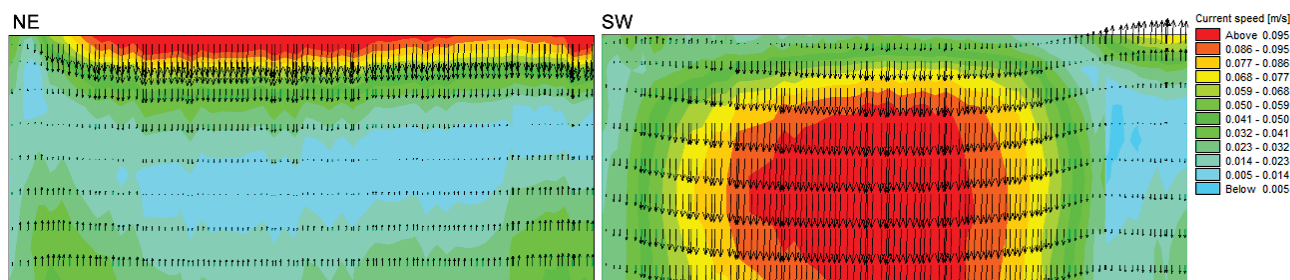 NE
SW
Current speed [m/s]
Above 0.095
0.086 - 0.095
0.077 - 0.086
0.068 - 0.077
0.059 - 0.068
0.050 - 0.059
0.041 - 0.050
0.032 - 0.041
0.023 - 0.032
0.014 - 0.023
0.005 - 0.014
Below 0.005